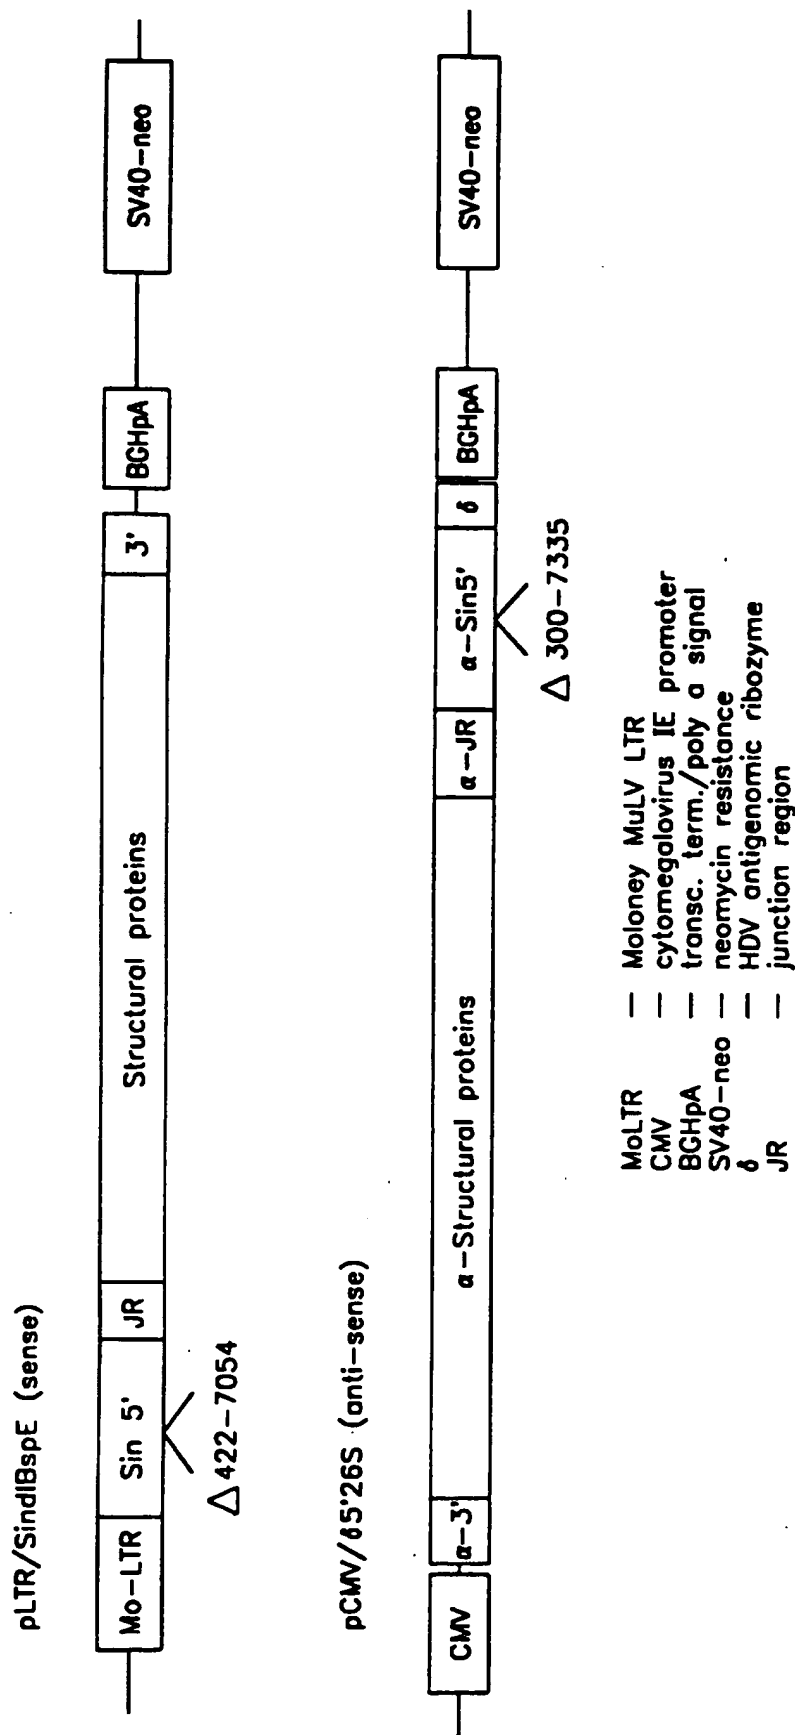 pLTR/SindlBspE (sense)
Mo-LTR
Sin 5'
JR
Structural proteins
3'
BGHpA
SV40-neo
△422-7054
pCMV/δ5'26S (anti-sense)
CMV
α-3'
α-Structural proteins
α-JR
α-Sin5'
δ
BGHpA
SV40-neo
△ 300-7335
MoLTR — Moloney MuLV LTR
CMV — cytomegalovirus IE promoter
BGHpA — transc. term./poly a signal
SV40-neo — neomycin resistance
δ — HDV antigenomic ribozyme
JR — junction region